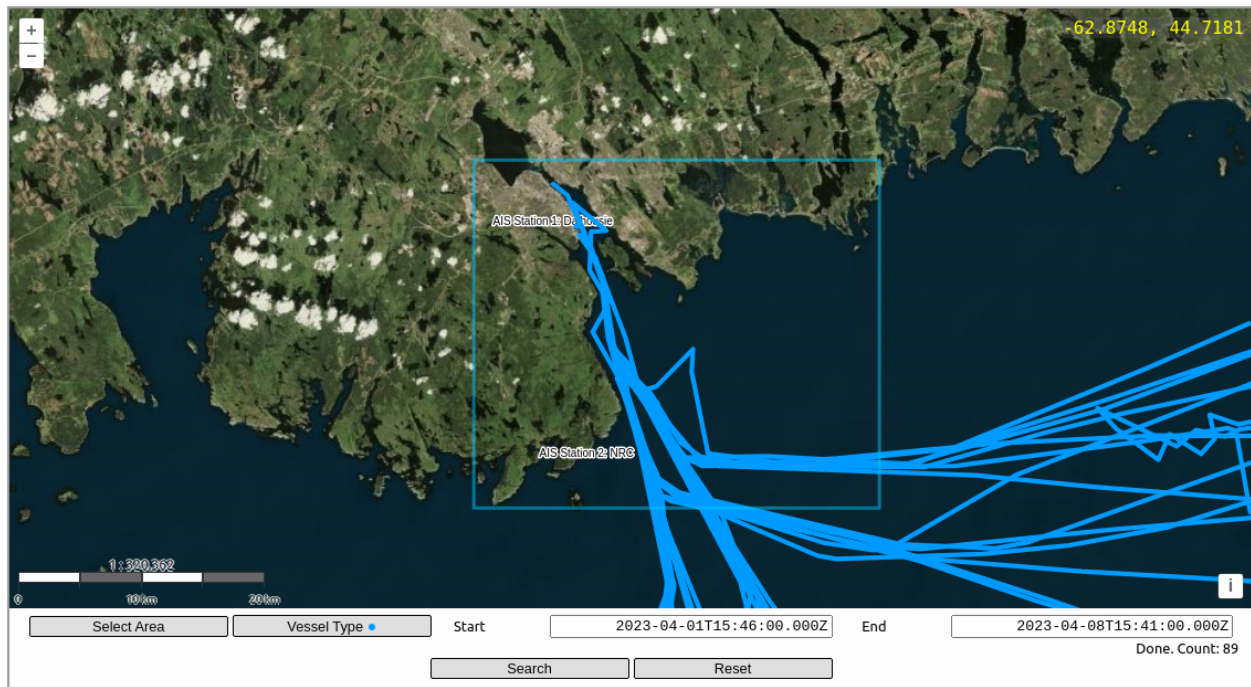 +
-62.8748, 44.7181
−
AIS Station 1: Dalhousie
AIS Station 2: NRC
1 : 320,362
0 10 km 20 km
i
Select Area Vessel Type Start 2023-04-01T15:46:00.000Z End 2023-04-08T15:41:00.000Z
Done. Count: 89
Search Reset